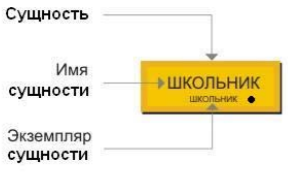 Сущность
Имя
сущности
ШКОЛЬНИК
школьник
Экземпляр
сущности